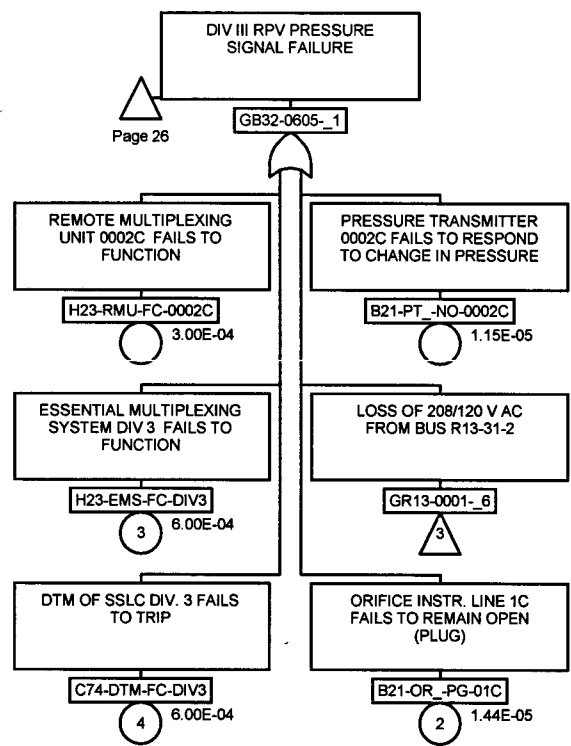 DIV III RPV PRESSURE
SIGNAL FAILURE
Page 26
GB32-0605-_1
REMOTE MULTIPLEXING
UNIT 0002C FAILS TO
FUNCTION
H23-RMU-FC-0002C
3.00E-04
PRESSURE TRANSMITTER
0002C FAILS TO RESPOND
TO CHANGE IN PRESSURE
B21-PT_-NO-0002C
1.15E-05
ESSENTIAL MULTIPLEXING
SYSTEM DIV 3 FAILS TO
FUNCTION
H23-EMS-FC-DIV3
3
6.00E-04
LOSS OF 208/120 V AC
FROM BUS R13-31-2
GR13-0001-_6
3
DTM OF SSLC DIV. 3 FAILS
TO TRIP
C74-DTM-FC-DIV3
4
6.00E-04
ORIFICE INSTR. LINE 1C
FAILS TO REMAIN OPEN
(PLUG)
B21-OR_-PG-01C
2
1.44E-05